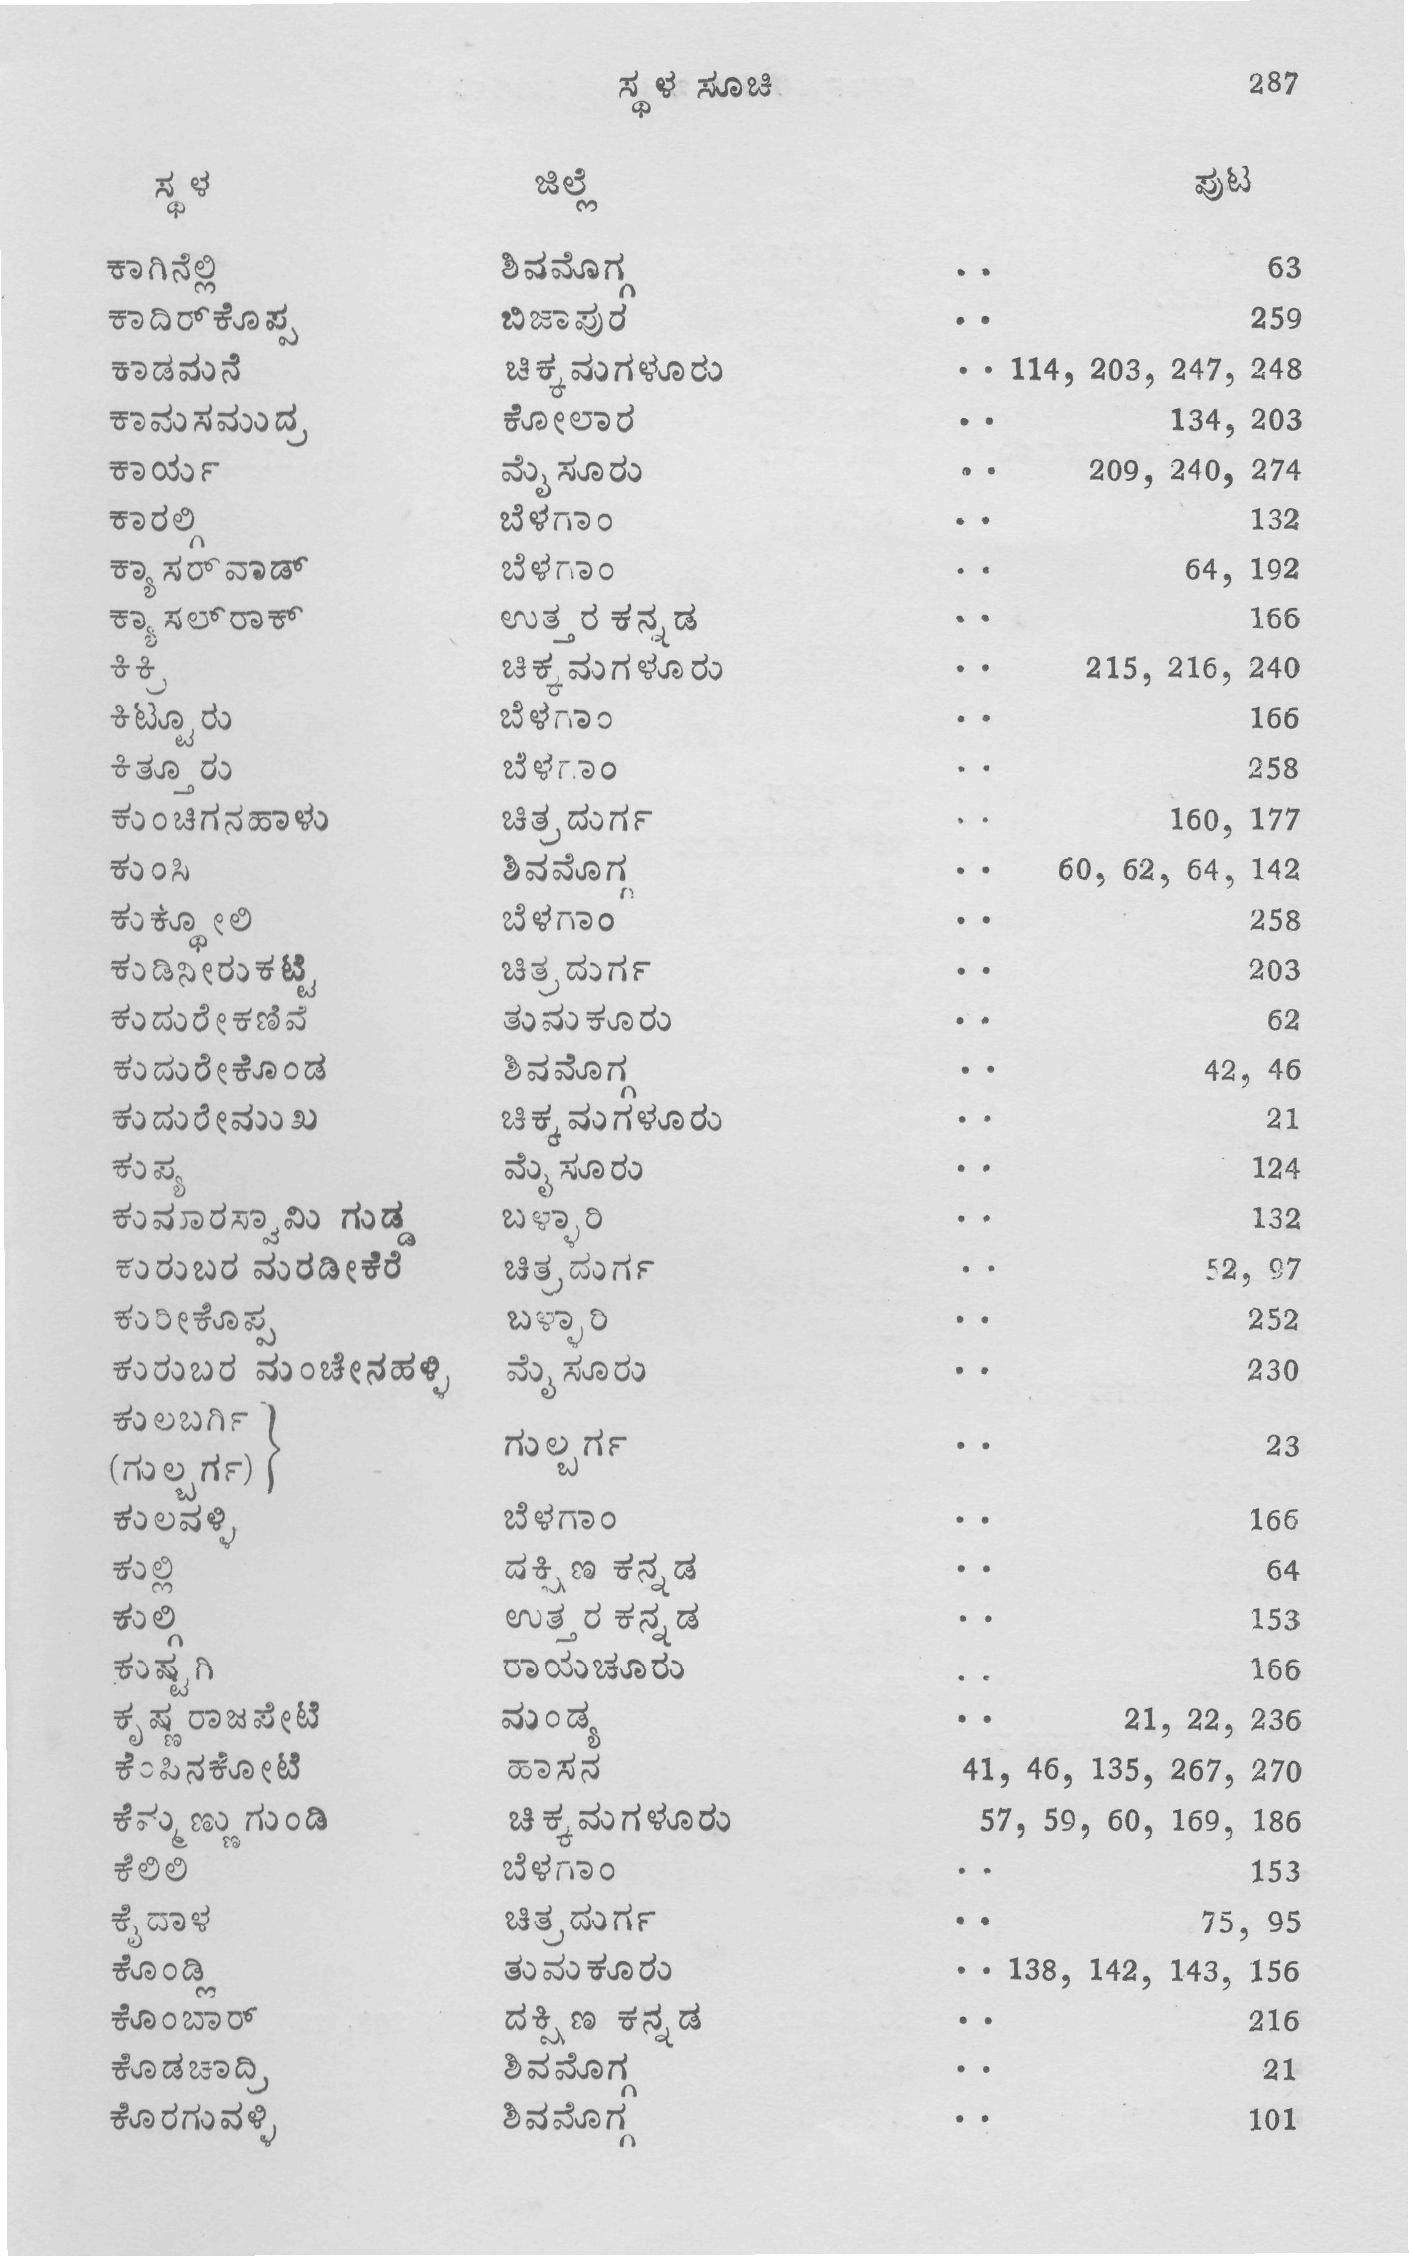 ಸ್ಥಳ ಸೂಚಿ 287
ಸ್ಥಳ ಜಿಲ್ಲೆ ಪುಟ
ಕಾಗಿನೆಲ್ಲಿ ಶಿವಮೊಗ್ಗ .. 63
ಕಾದಿರ್‌ಕೊಪ್ಪ ಬಿಜಾಪುರ .. 259
ಕಾಡಮನೆ ಚಿಕ್ಕಮಗಳೂರು .. 114, 203, 247, 248
ಕಾಮಸಮುದ್ರ ಕೋಲಾರ .. 134, 203
ಕಾರ್ಯ ಮೈಸೂರು .. 209, 240, 274
ಕಾರಲ್ಗಿ ಬೆಳಗಾಂ .. 132
ಕ್ಯಾಸರ್‌ವಾಡ್ ಬೆಳಗಾಂ .. 64, 192
ಕ್ಯಾಸಲ್‌ರಾಕ್ ಉತ್ತರ ಕನ್ನಡ .. 166
ಕಿಕ್ರಿ ಚಿಕ್ಕಮಗಳೂರು .. 215, 216, 240
ಕಿಟ್ಟೂರು ಬೆಳಗಾಂ .. 166
ಕಿತ್ತೂರು ಬೆಳಗಾಂ .. 258
ಕುಂಚಿಗನಹಾಳು ಚಿತ್ರದುರ್ಗ .. 160, 177
ಕುಂಸಿ ಶಿವಮೊಗ್ಗ .. 60, 62, 64, 142
ಕುಕ್ಥೋಲಿ ಬೆಳಗಾಂ .. 258
ಕುಡಿನೀರುಕಟ್ಟೆ ಚಿತ್ರದುರ್ಗ .. 203
ಕುದುರೇಕಣಿವೆ ತುಮಕೂರು .. 62
ಕುದುರೇಕೊಂಡ ಶಿವಮೊಗ್ಗ .. 42, 46
ಕುದುರೇಮುಖ ಚಿಕ್ಕಮಗಳೂರು .. 21
ಕುಪ್ಯ ಮೈಸೂರು .. 124
ಕುಮಾರಸ್ವಾಮಿ ಗುಡ್ಡ ಬಳ್ಳಾರಿ .. 132
ಕುರುಬರ ಮರಡೀಕೆರೆ ಚಿತ್ರದುರ್ಗ .. 52, 97
ಕುರೀಕೊಪ್ಪ ಬಳ್ಳಾರಿ .. 252
ಕುರುಬರ ಮಂಚೇನಹಳ್ಳಿ ಮೈಸೂರು .. 230
ಕುಲಬರ್ಗಿ }
(ಗುಲ್ಬರ್ಗ) ಗುಲ್ಬರ್ಗ .. 23
ಕುಲವಳ್ಳಿ ಬೆಳಗಾಂ .. 166
ಕುಲ್ಲಿ ದಕ್ಷಿಣ ಕನ್ನಡ .. 64
ಕುಲ್ಗಿ ಉತ್ತರ ಕನ್ನಡ .. 153
ಕುಷ್ಟಗಿ ರಾಯಚೂರು .. 166
ಕೃಷ್ಣರಾಜಪೇಟೆ ಮಂಡ್ಯ .. 21, 22, 236
ಕೆಂಪಿನಕೋಟೆ ಹಾಸನ 41, 46, 135, 267, 270
ಕೆಮ್ಮಣ್ಣುಗುಂಡಿ ಚಿಕ್ಕಮಗಳೂರು 57, 59, 60, 169, 186
ಕೆಲಿಲಿ ಬೆಳಗಾಂ .. 153
ಕೈದಾಳ ಚಿತ್ರದುರ್ಗ .. 75, 95
ಕೊಂಡ್ಲಿ ತುಮಕೂರು .. 138, 142, 143, 156
ಕೊಂಬಾರ್ ದಕ್ಷಿಣ ಕನ್ನಡ .. 216
ಕೊಡಚಾದ್ರಿ ಶಿವಮೊಗ್ಗ .. 21
ಕೊರಗುವಳ್ಳಿ ಶಿವಮೊಗ್ಗ .. 101